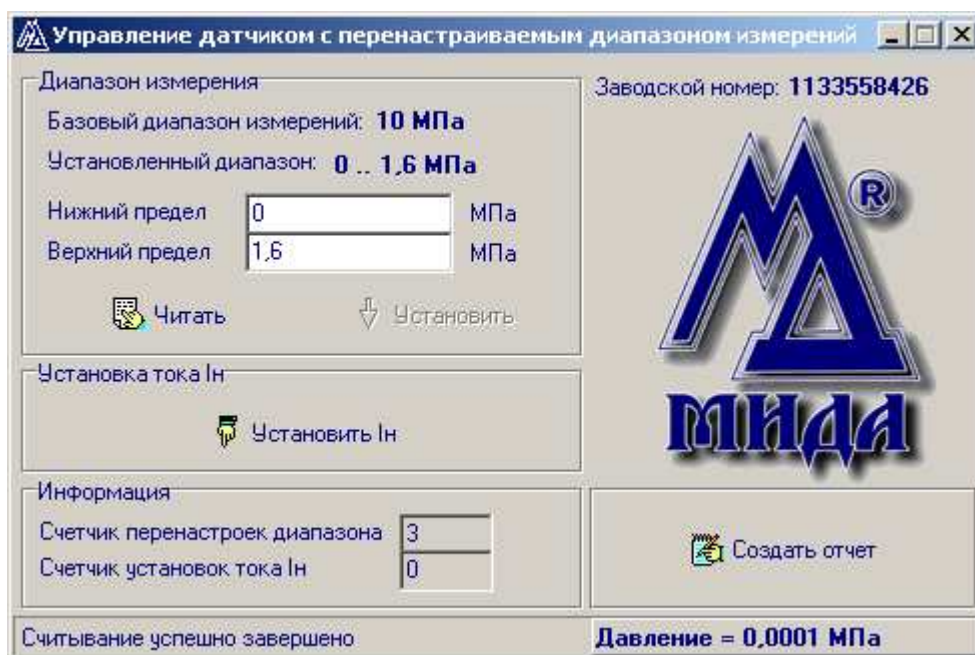 Управление датчиком с перенастраиваемым диапазоном измерений
Диапазон измерения
Базовый диапазон измерений: 10 МПа
Установленный диапазон: 0 .. 1,6 МПа
Нижний предел 0 МПа
Верхний предел 1,6 МПа
Читать Установить
Установка тока Iн
Установить Iн
Информация
Счетчик перенастроек диапазона 3
Счетчик установок тока Iн 0
Заводской номер: 1133558426
МД ®
МИДА
Создать отчет
Считывание успешно завершено
Давление = 0,0001 МПа